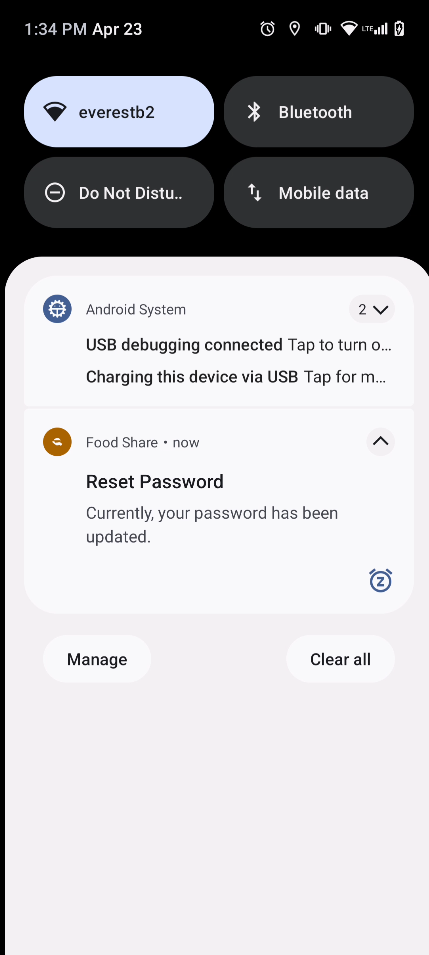 1:34 PM Apr 23
LTE
everestb2
Bluetooth
Do Not Distu..
Mobile data
Android System
2
USB debugging connected Tap to turn o...
Charging this device via USB Tap for m...
Food Share • now
Reset Password
Currently, your password has been
updated.
Z
Manage
Clear all